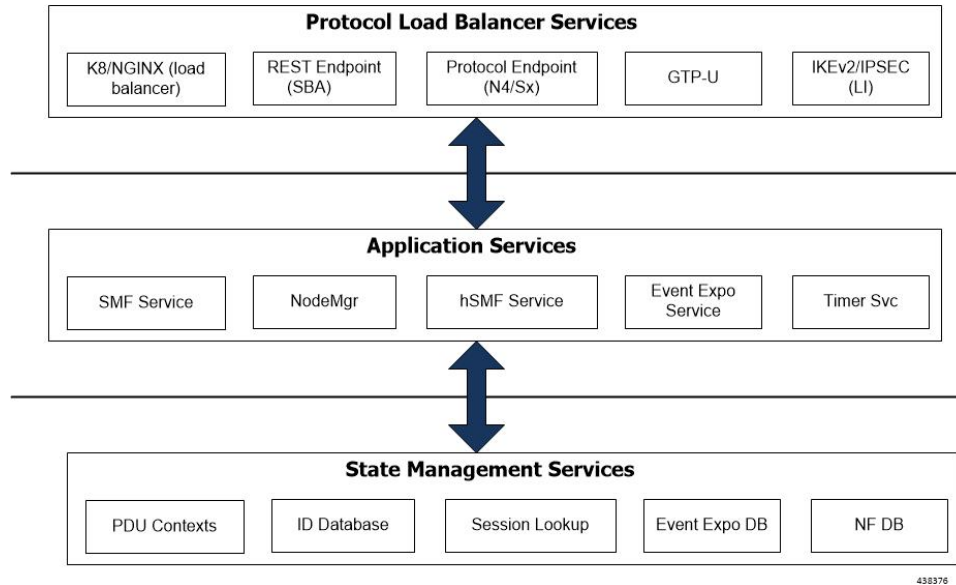 Protocol Load Balancer Services
K8/NGINX (load
balancer)
REST Endpoint
(SBA)
Protocol Endpoint
(N4/Sx)
GTP-U
IKEv2/IPSEC
(LI)
Application Services
SMF Service
NodeMgr
hSMF Service
Event Expo
Service
Timer Svc
State Management Services
PDU Contexts
ID Database
Session Lookup
Event Expo DB
NF DB
438376